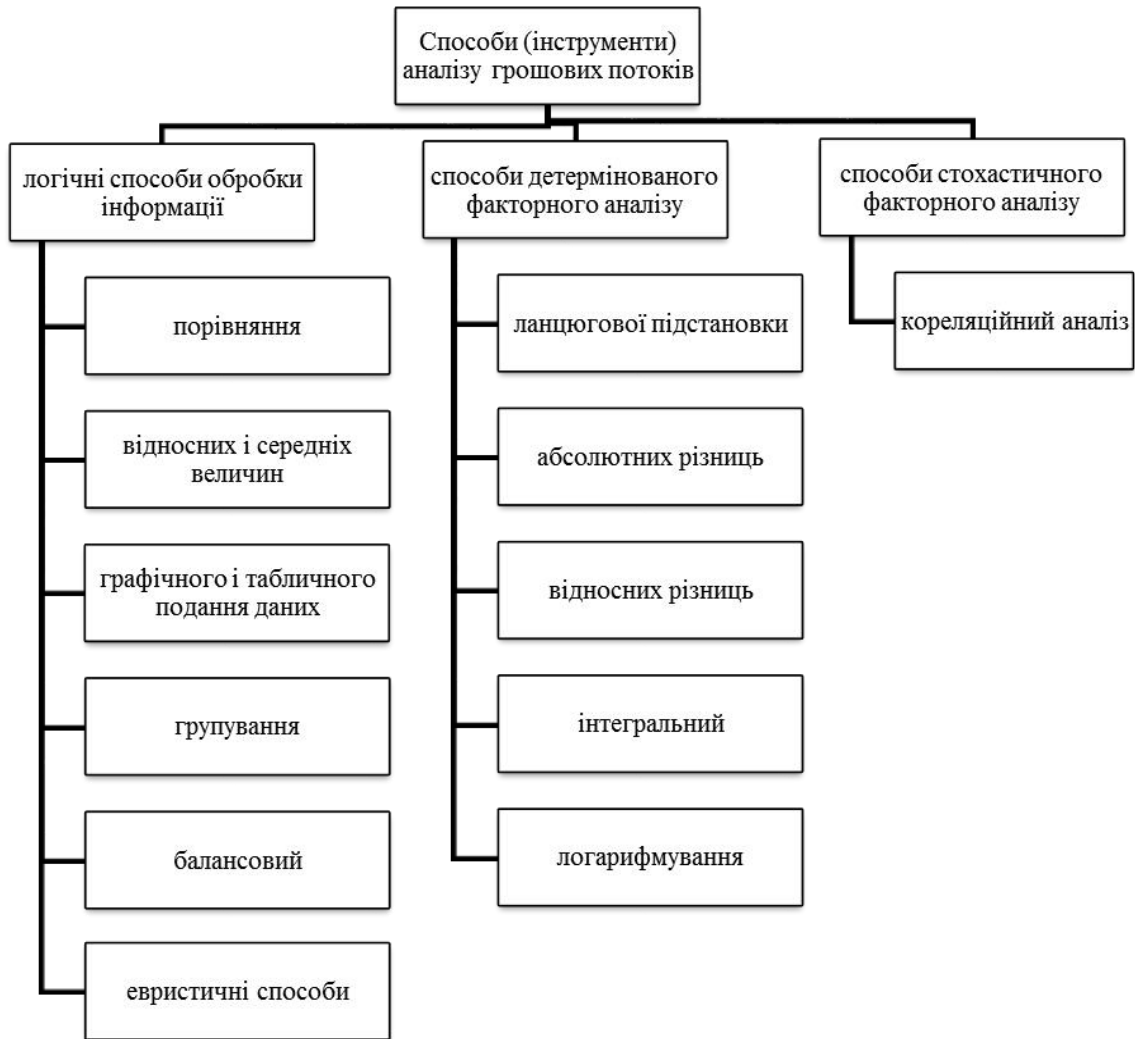 Способи (інструменти)
аналізу грошових потоків
логічні способи обробки
інформації
порівняння
відносних і середніх
величин
графічного і табличного
подання даних
групування
балансовий
евристичні способи
способи детермінованого
факторного аналізу
ланцюгової підстановки
абсолютних різниць
відносних різниць
інтегральний
логарифмування
способи стохастичного
факторного аналізу
кореляційний аналіз